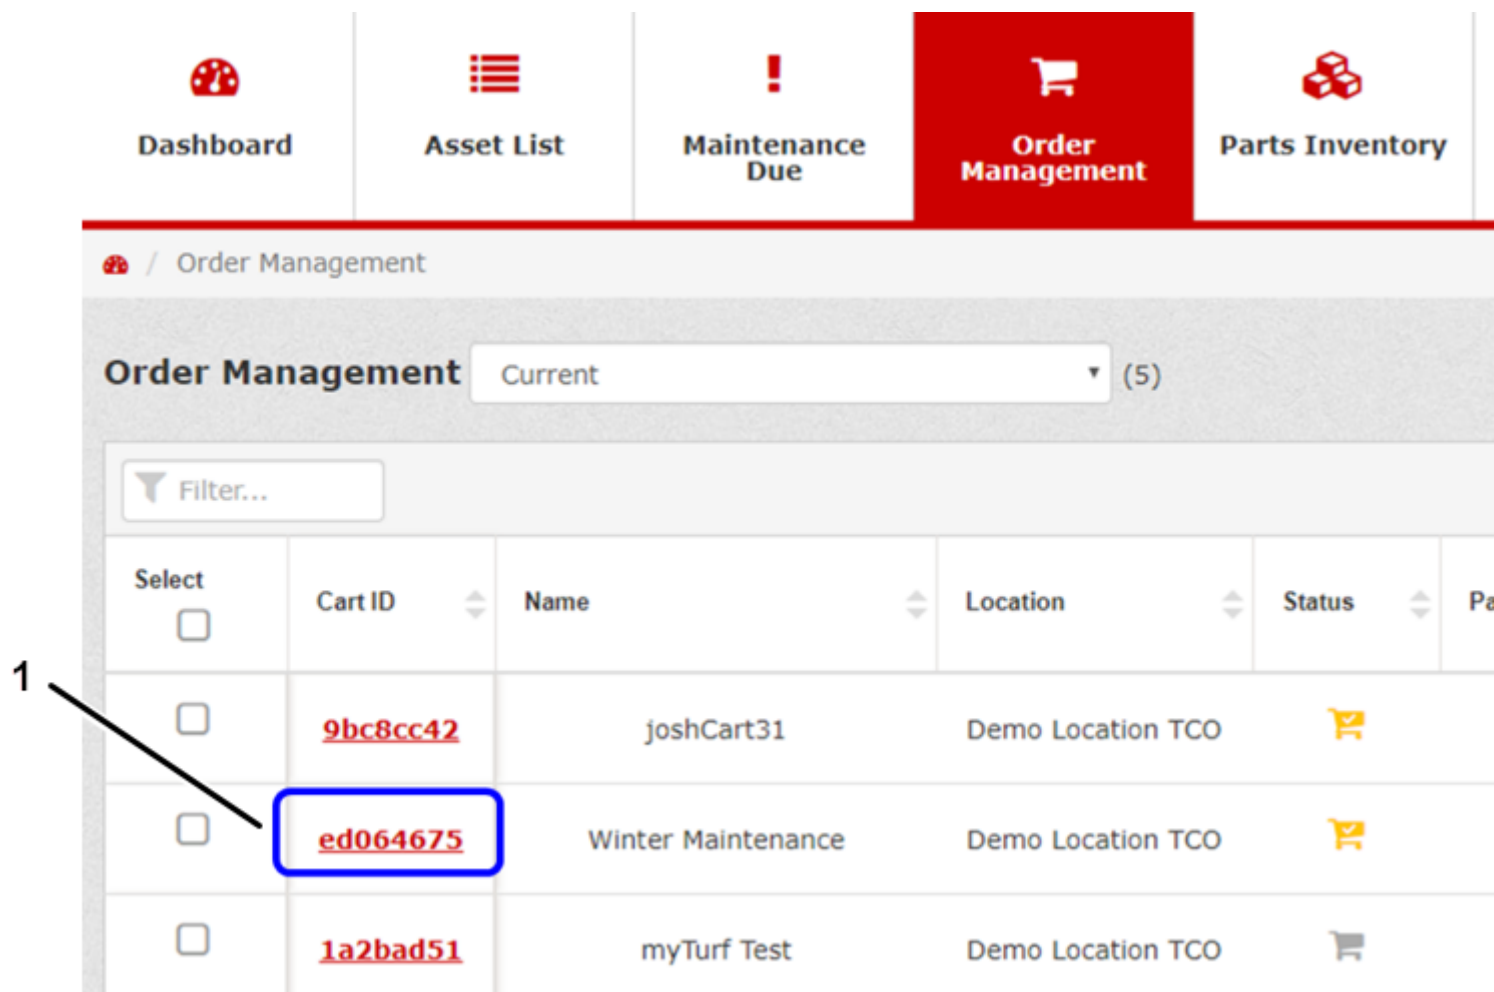 Dashboard
Asset List
Maintenance
Due
Order
Management
Parts Inventory
/ Order Management
Order Management Current (5)
Filter...
Select
Cart ID Name Location Status Pa
1
9bc8cc42 joshCart31 Demo Location TCO
ed064675 Winter Maintenance Demo Location TCO
1a2bad51 myTurf Test Demo Location TCO